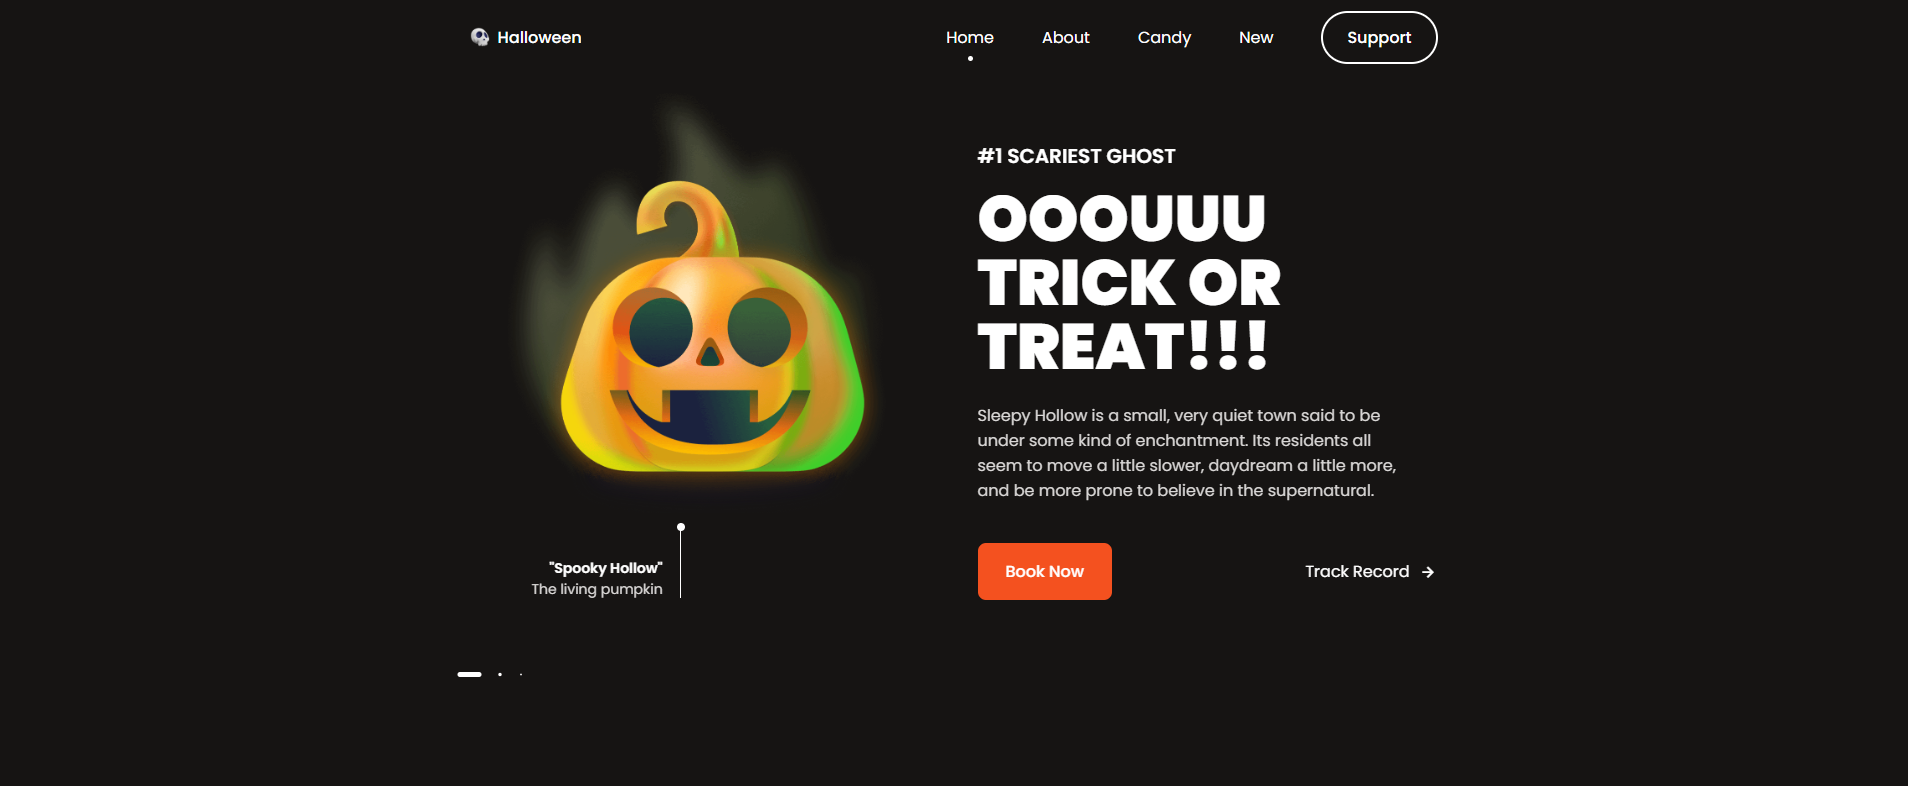 Halloween
Home
About
Candy
New
Support
#1 SCARIEST GHOST
OOOUUU
TRICK OR
TREAT!!!
Sleepy Hollow is a small, very quiet town said to be
under some kind of enchantment. Its residents all
seem to move a little slower, daydream a little more,
and be more prone to believe in the supernatural.
Book Now
Track Record
"Spooky Hollow"
The living pumpkin